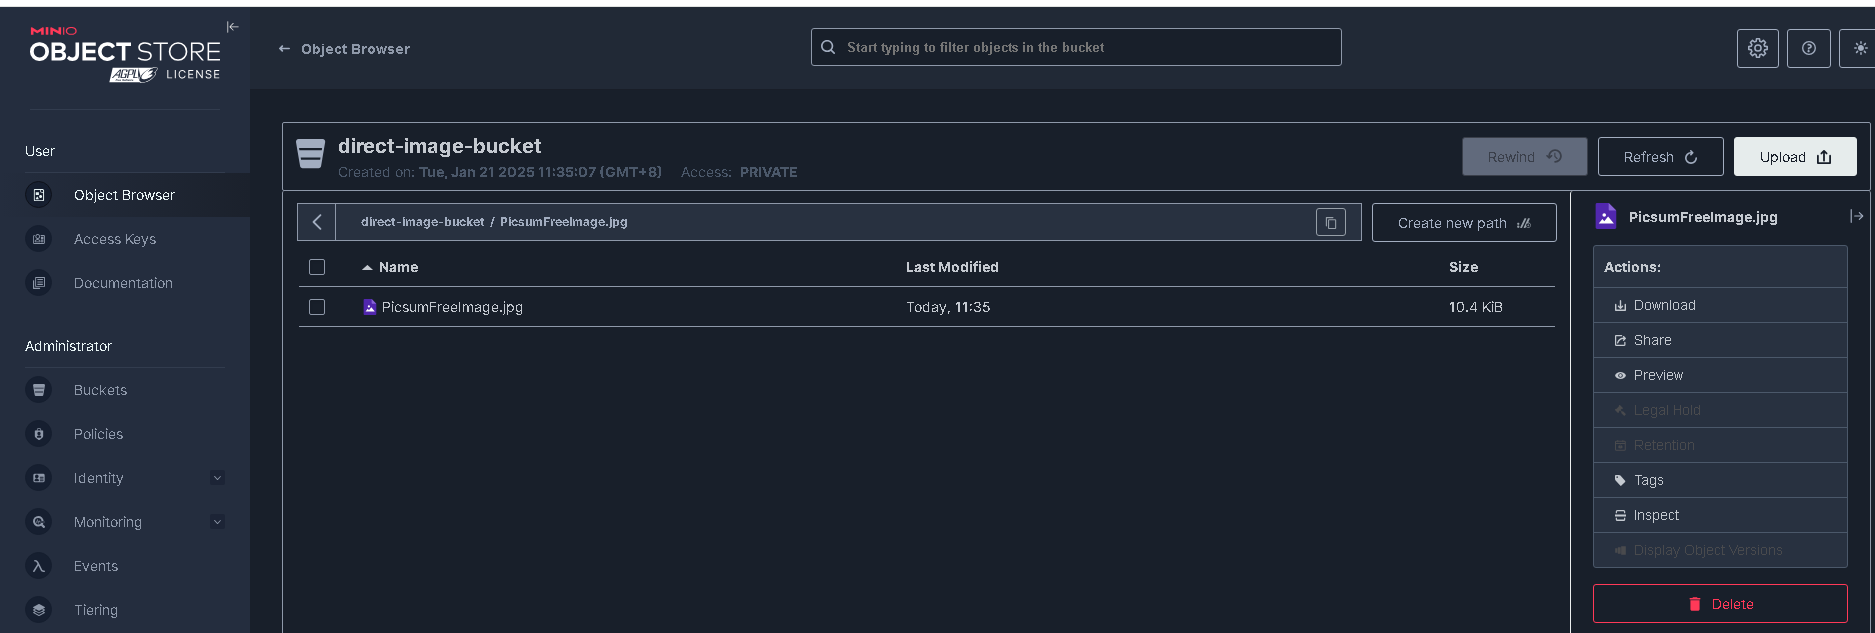 MINIO
OBJECT STORE
AGPL LICENSE
User
Object Browser
Access Keys
Documentation
Administrator
Buckets
Policies
Identity
Monitoring
Events
Tiering
← Object Browser
Start typing to filter objects in the bucket
direct-image-bucket
Created on: Tue, Jan 21 2025 11:35:07 (GMT+8) Access: PRIVATE
Rewind
Refresh
Upload
direct-image-bucket / PicsumFreeImage.jpg
Create new path
Name Last Modified Size
PicsumFreeImage.jpg Today, 11:35 10.4 KiB
PicsumFreeImage.jpg
Actions:
Download
Share
Preview
Legal Hold
Retention
Tags
Inspect
Display Object Versions
Delete